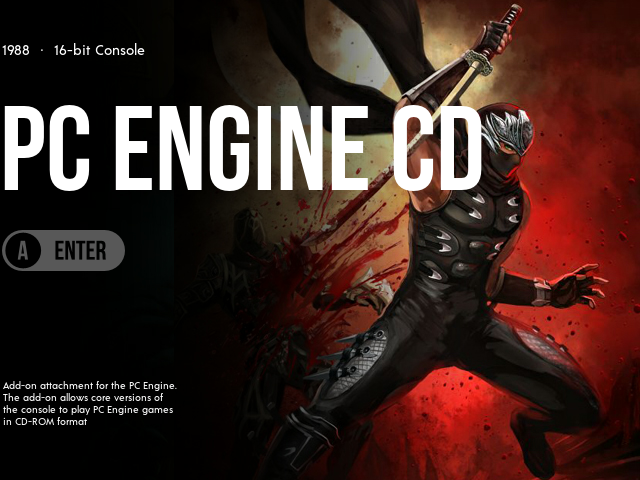 1988 · 16-bit Console
PC ENGINE CD
A ENTER
Add-on attachment for the PC Engine.
The add-on allows core versions of
the console to play PC Engine games
in CD-ROM format